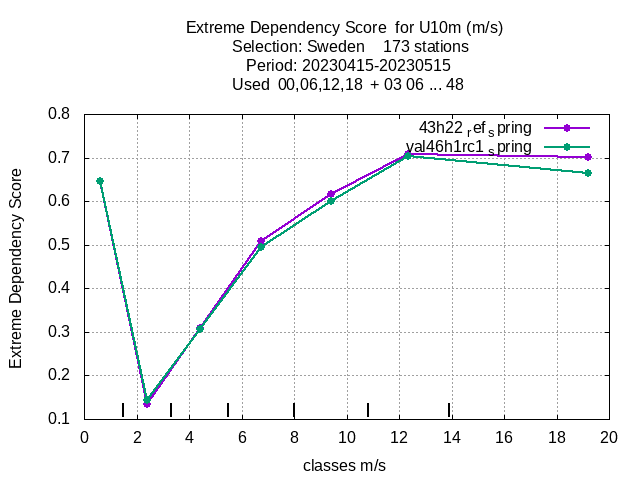 Extreme Dependency Score for U10m (m/s)
Selection: Sweden 173 stations
Period: 20230415-20230515
Used 00,06,12,18 + 03 06 ... 48
43h22 ref spring
val46h1rc1 spring
0.8
0.7
0.6
0.5
0.4
0.3
0.2
0.1
Extreme Dependency Score
0 2 4 6 8 10 12 14 16 18 20
classes m/s